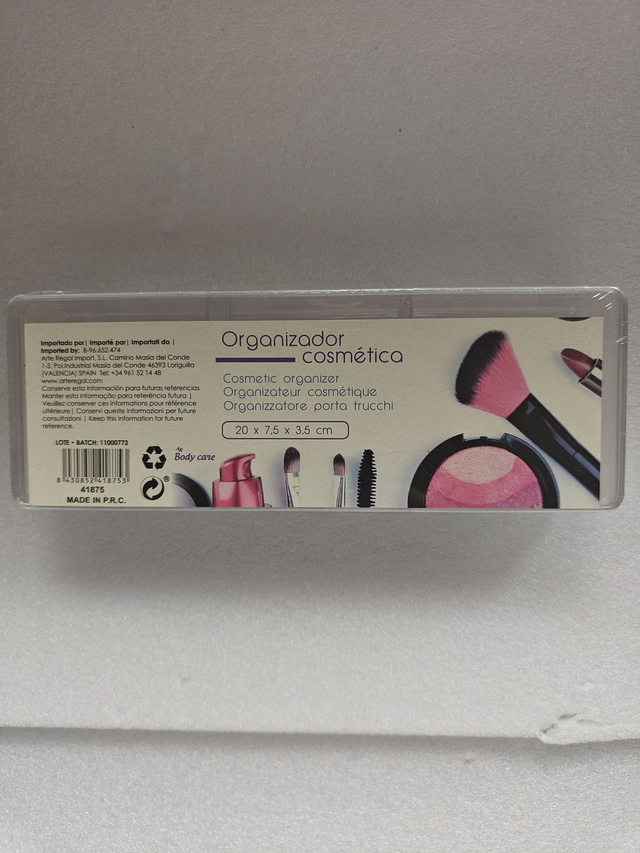 Importado por| Importé par| Importati da |
Imported by: B-96.652.474
Arte Regal Import, S.L. Camino Masia del Conde
1-3. Pol.Industrial Masia del Conde 46393 Loriguilla
(VALENCIA) SPAIN Tel: +34 961 52 14 48
www.arteregal.com
Conserve esta información para futuras referencias
Manter esta informação para referência futura |
Veuillez conserver ces informations pour référence
ultérieure| Conservi queste informazioni per future
consultazioni | Keep this information for future
reference.
LOTE - BATCH: 11000773
8 430852 418753
41875
MADE IN P.R.C.
Body care
®
Organizador
cosmética
Cosmetic organizer
Organizateur cosmétique
Organizzatore porta trucchi
20 x 7,5 x 3,5 cm